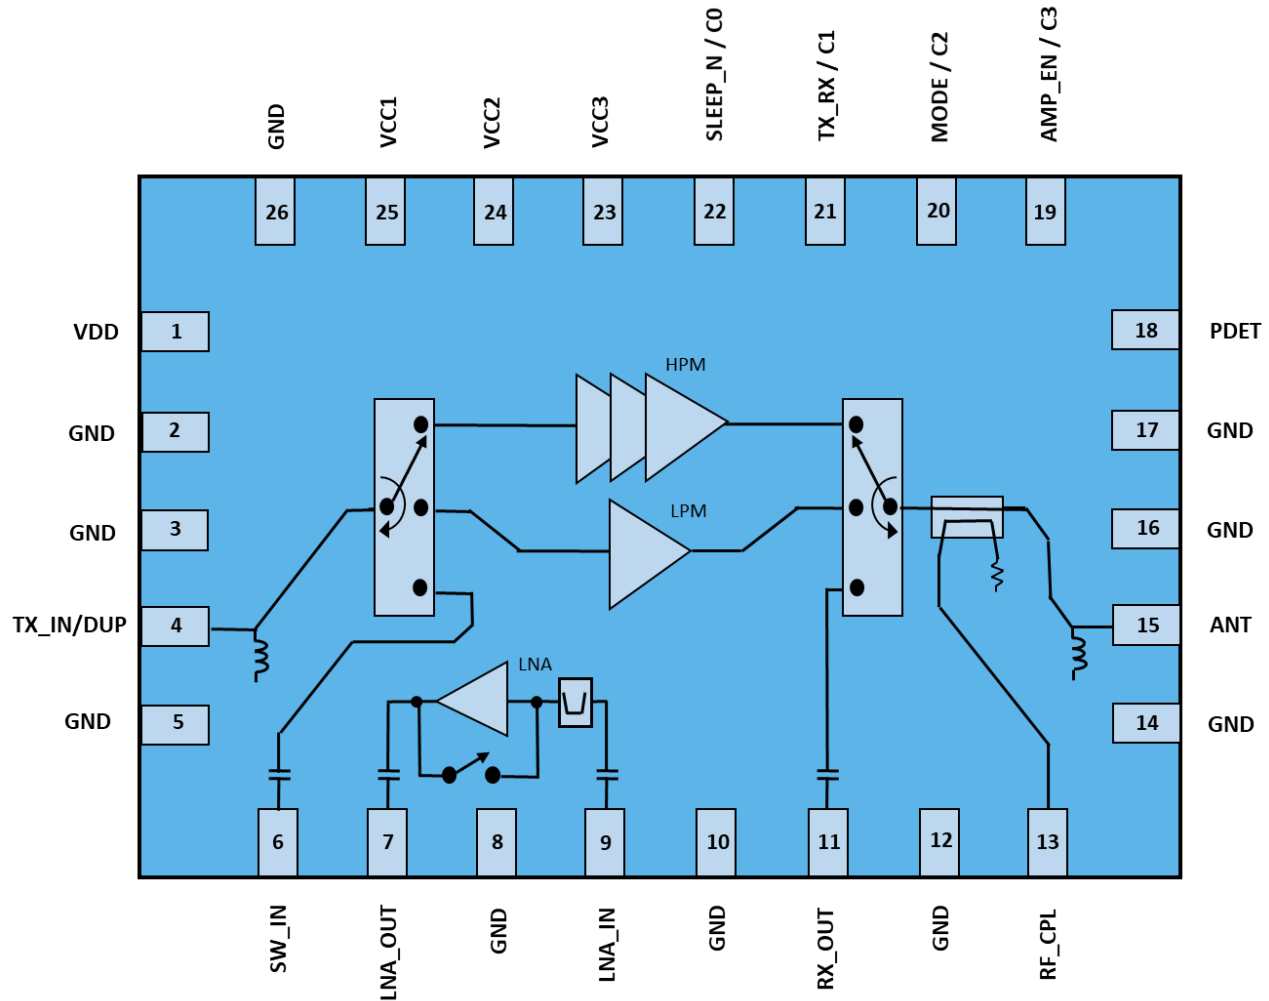 GND
VCC1
VCC2
VCC3
SLEEP_N / C0
TX_RX / C1
MODE / C2
AMP_EN / C3
26
25
24
23
22
21
20
19
VDD
1
18
PDET
HPM
GND
2
17
GND
LPM
GND
3
16
GND
TX_IN/DUP
4
15
ANT
LNA
GND
5
14
GND
6
7
8
9
10
11
12
13
SW_IN
LNA_OUT
GND
LNA_IN
GND
RX_OUT
GND
RF_CPL